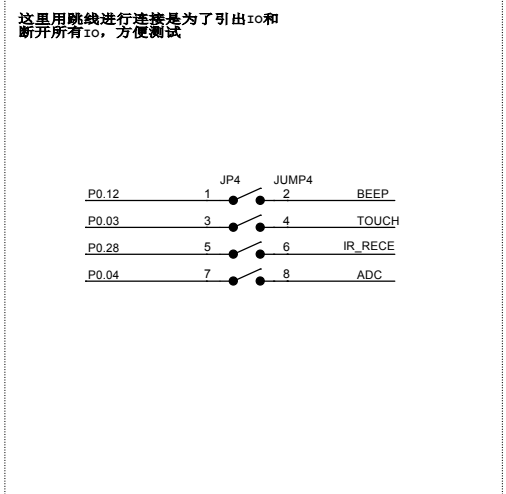 这里用跳线进行连接是为了引出IO和
断开所有IO，方便测试
JP4 JUMP4
P0.12 1 2 BEEP
P0.03 3 4 TOUCH
P0.28 5 6 IR_RECE
P0.04 7 8 ADC